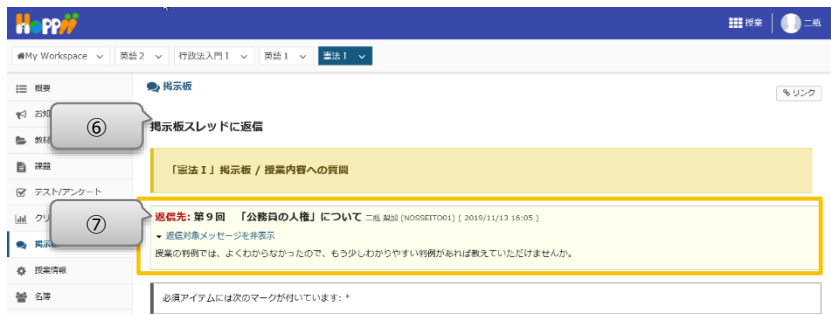 HoPPii
授業
二瓶
My Workspace
英語2
行政法入門Ⅰ
英語1
憲法Ⅰ
概要
掲示板
リンク
お知
⑥
掲示板スレッドに返信
教材
課題
「憲法Ⅰ」掲示板 / 授業内容への質問
テスト/アンケート
クリ
⑦
返信先: 第9回 「公務員の人権」について 二瓶 梨加 (NOSSEITO01) ( 2019/11/13 16:05 )
返信対象メッセージを非表示
掲示
授業の判例では、よくわからなかったので、もう少しわかりやすい判例があれば教えていただけませんか。
授業情報
名簿
必須アイテムには次のマークが付いています: *